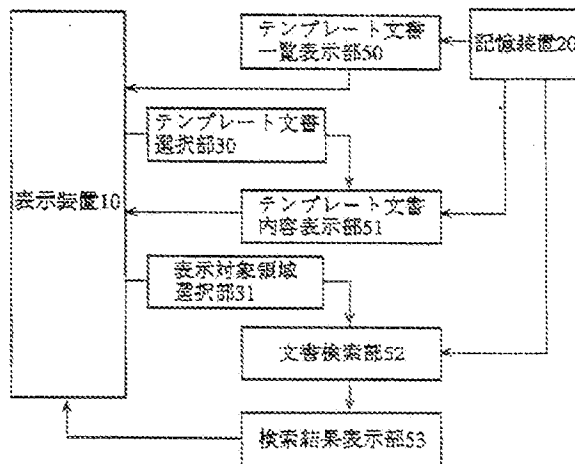 テンプレート文書
一覧表示部50
記憶装置20
テンプレート文書
選択部30
表示装置10
テンプレート文書
内容表示部51
表示対象領域
選択部31
文書検索部52
検索結果表示部53